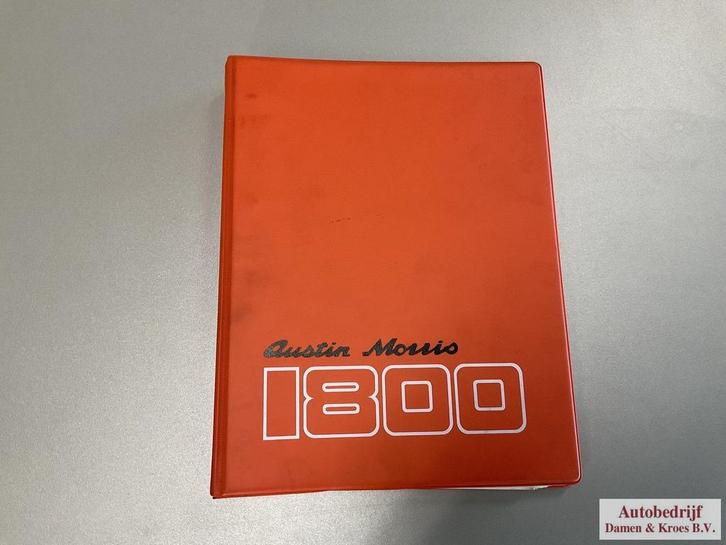 Austin Morris
1800
Autobedrijf
Damen & Kroes B.V.